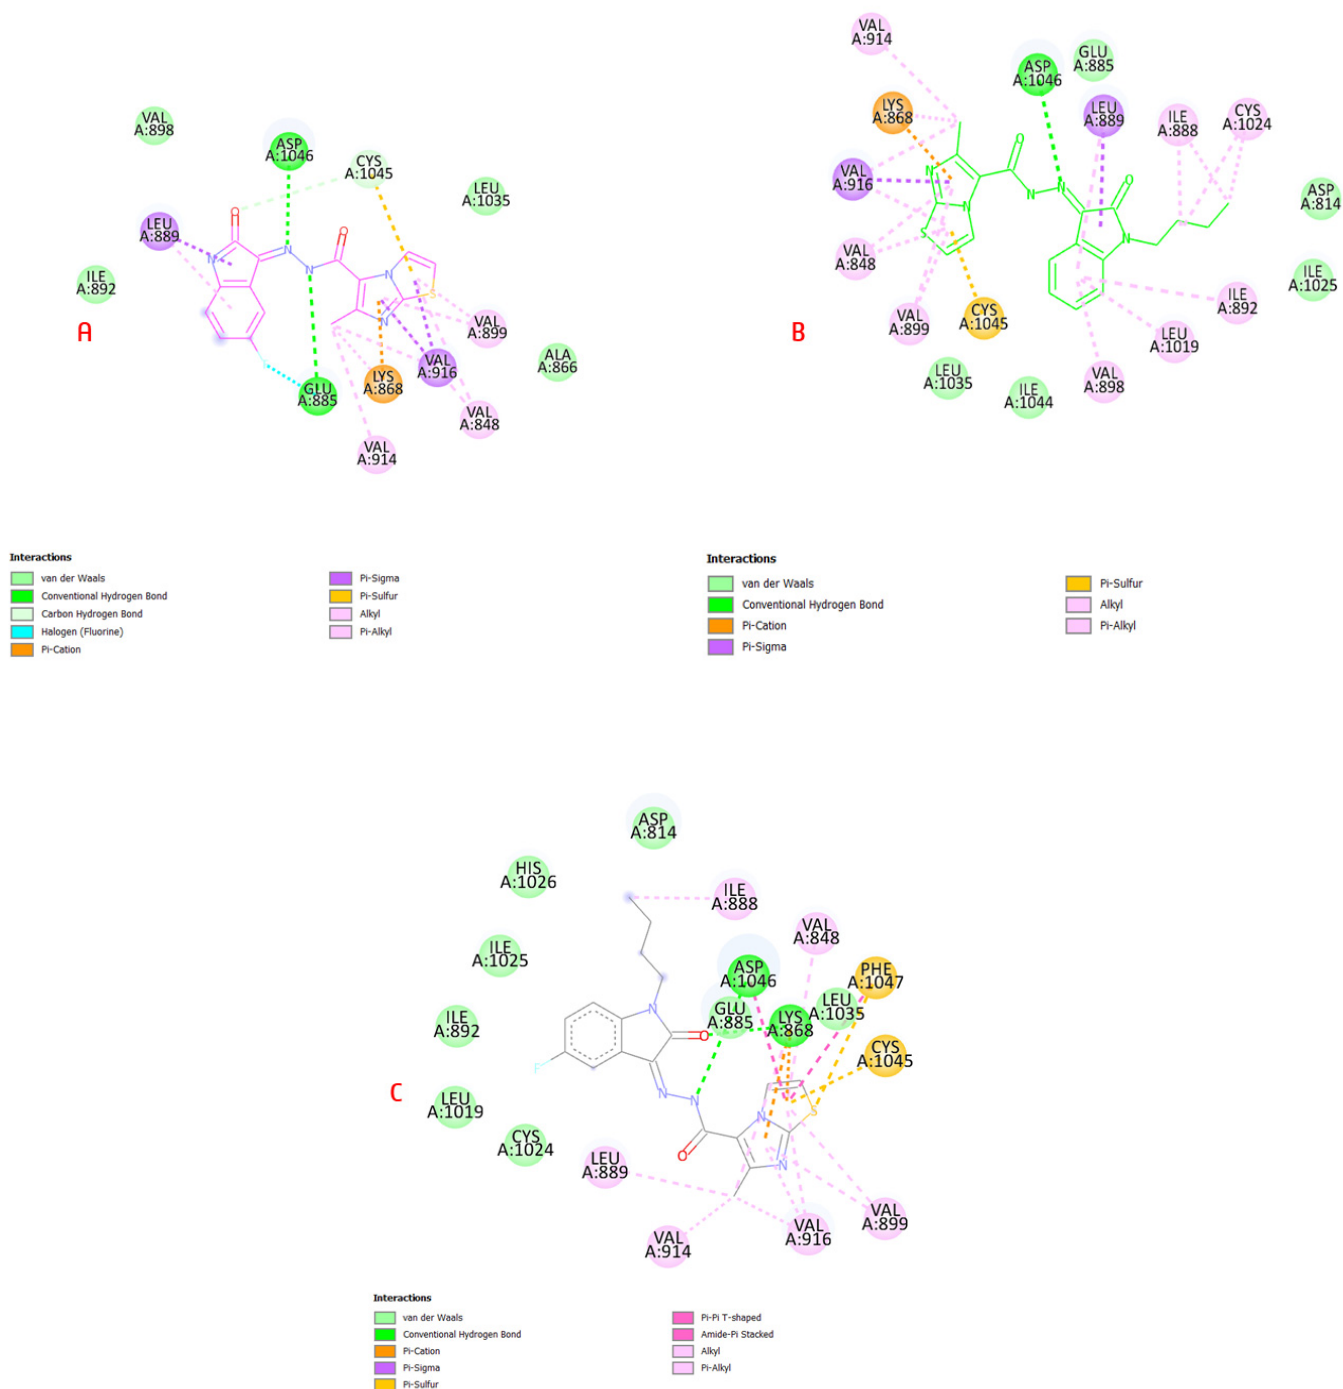 VAL
A:898
ASP
A:1046
CYS
A:1045
LEU
A:1035
LEU
A:889
ILE
A:892
A
O
N
N
N
O
N
S
N
VAL
A:899
ALA
A:866
VAL
A:916
LYS
A:868
GLU
A:885
VAL
A:848
VAL
A:914
Interactions
van der Waals
Conventional Hydrogen Bond
Carbon Hydrogen Bond
Halogen (Fluorine)
Pi-Cation
Pi-Sigma
Pi-Sulfur
Alkyl
Pi-Alkyl
VAL
A:914
ASP
A:1046
GLU
A:885
LYS
A:868
LEU
A:889
ILE
A:888
CYS
A:1024
VAL
A:916
ASP
A:814
N
O
N
N
N
O
N
S
VAL
A:848
ILE
A:1025
VAL
A:899
CYS
A:1045
ILE
A:892
B
LEU
A:1019
LEU
A:1035
ILE
A:1044
VAL
A:898
Interactions
van der Waals
Conventional Hydrogen Bond
Pi-Cation
Pi-Sigma
Pi-Sulfur
Alkyl
Pi-Alkyl
ASP
A:814
HIS
A:1026
ILE
A:888
VAL
A:848
ILE
A:1025
ASP
A:1046
PHE
A:1047
GLU
A:885
LYS
A:868
LEU
A:1035
ILE
A:892
CYS
A:1045
N
O
F
N
N
O
N
S
N
C
LEU
A:1019
CYS
A:1024
LEU
A:889
VAL
A:914
VAL
A:916
VAL
A:899
Interactions
van der Waals
Conventional Hydrogen Bond
Pi-Cation
Pi-Sigma
Pi-Sulfur
Pi-Pi T-shaped
Amide-Pi Stacked
Alkyl
Pi-Alkyl